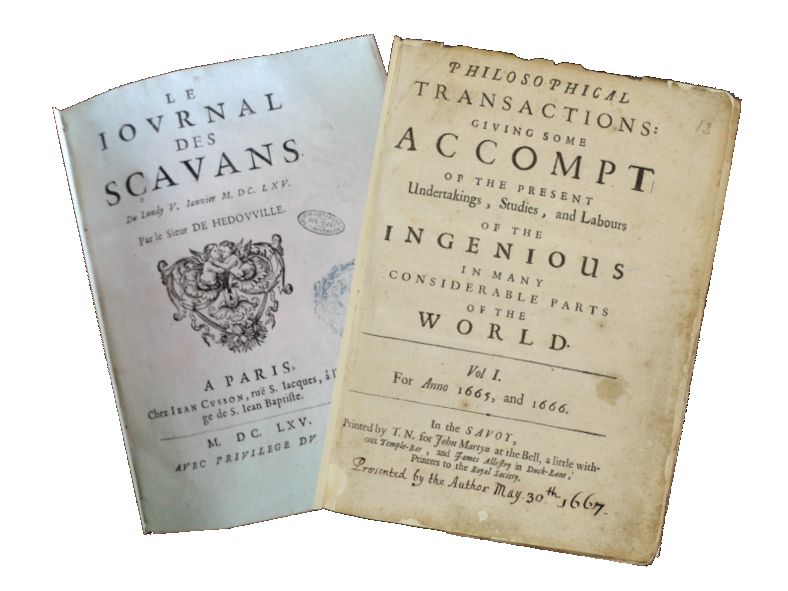 LE
IOVRNAL
DES
SCAVANS.
Du Lundy V. Ianvier M. DC. LXV.
Par le Sieur DE HEDOVVILLE.
A PARIS,
Chez IEAN CVSSON, ruë S. Iacques, à l'I
ge de S. Iean Baptiste.
M. DC. LXV.
AVEC PRIVILEGE DV
PHILOSOPHICAL
TRANSACTIONS:
GIVING SOME
ACCOMPT
OF THE PRESENT
Undertakings, Studies, and Labours
OF THE
INGENIOUS
IN MANY
CONSIDERABLE PARTS
OF THE
WORLD.
Vol I.
For Anno 1665, and 1666.
In the SAVOY,
Printed by T. N. for John Martyn at the Bell, a little with-
out Temple-Bar, and James Allestry in Duck-Lane,
Printers to the Royal Society.
Presented by the Author May. 30th 1667.
13